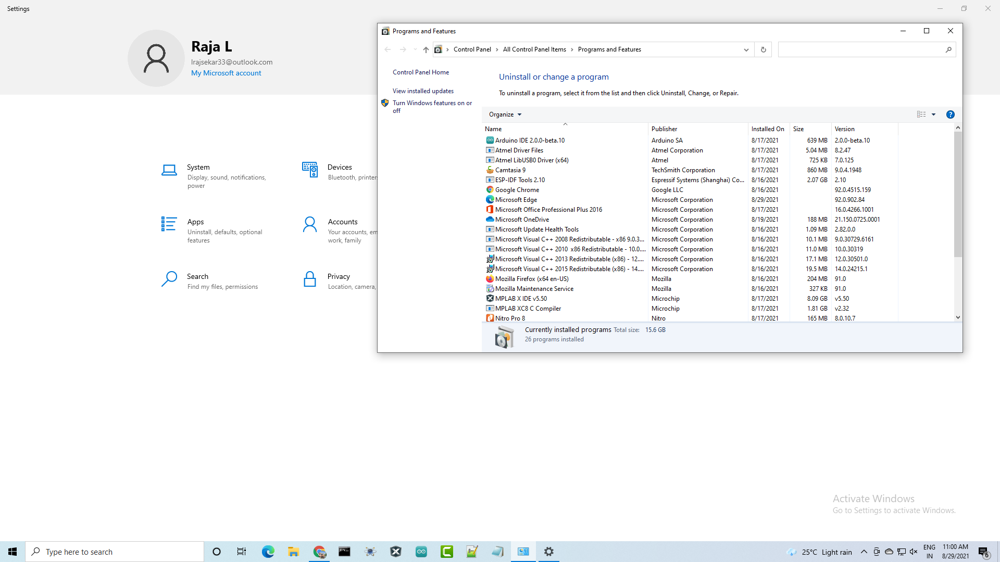 Settings
Raja L
lrajsekar33@outlook.com
My Microsoft account
System
Display, sound, notifications,
power
Devices
Bluetooth, printers
Apps
Uninstall, defaults, optional
features
Accounts
Your accounts, em
work, family
Search
Find my files, permissions
Privacy
Location, camera,
Programs and Features
Control Panel > All Control Panel Items > Programs and Features
Control Panel Home
View installed updates
Turn Windows features on or
off
Uninstall or change a program
To uninstall a program, select it from the list and then click Uninstall, Change, or Repair.
Organize
Name Publisher Installed On Size Version
Arduino IDE 2.0.0-beta.10 Arduino SA 8/17/2021 639 MB 2.0.0-beta.10
Atmel Driver Files Atmel Corporation 8/17/2021 5.04 MB 8.2.47
Atmel LibUSB0 Driver (x64) Atmel 8/17/2021 725 KB 7.0.125
Camtasia 9 TechSmith Corporation 8/17/2021 860 MB 9.0.4.1948
ESP-IDF Tools 2.10 Espressif Systems (Shanghai) Co... 8/16/2021 2.07 GB 2.10
Google Chrome Google LLC 8/16/2021 92.0.4515.159
Microsoft Edge Microsoft Corporation 8/29/2021 92.0.902.84
Microsoft Office Professional Plus 2016 Microsoft Corporation 8/17/2021 16.0.4266.1001
Microsoft OneDrive Microsoft Corporation 8/19/2021 188 MB 21.150.0725.0001
Microsoft Update Health Tools Microsoft Corporation 8/16/2021 1.09 MB 2.82.0.0
Microsoft Visual C++ 2008 Redistributable - x86 9.0.3... Microsoft Corporation 8/16/2021 10.1 MB 9.0.30729.6161
Microsoft Visual C++ 2010 x86 Redistributable - 10.0.... Microsoft Corporation 8/16/2021 11.0 MB 10.0.30319
Microsoft Visual C++ 2013 Redistributable (x86) - 12.... Microsoft Corporation 8/16/2021 17.1 MB 12.0.30501.0
Microsoft Visual C++ 2015 Redistributable (x86) - 14.... Microsoft Corporation 8/16/2021 19.5 MB 14.0.24215.1
Mozilla Firefox (x64 en-US) Mozilla 8/16/2021 204 MB 91.0
Mozilla Maintenance Service Mozilla 8/16/2021 327 KB 91.0
MPLAB X IDE v5.50 Microchip 8/17/2021 8.09 GB v5.50
MPLAB XC8 C Compiler Microchip 8/17/2021 1.81 GB v2.32
Nitro Pro 8 Nitro 8/17/2021 165 MB 8.0.10.7
Currently installed programs Total size: 15.6 GB
26 programs installed
Activate Windows
Go to Settings to activate Windows.
Type here to search
25°C Light rain
ENG
IN
11:00 AM
8/29/2021
6